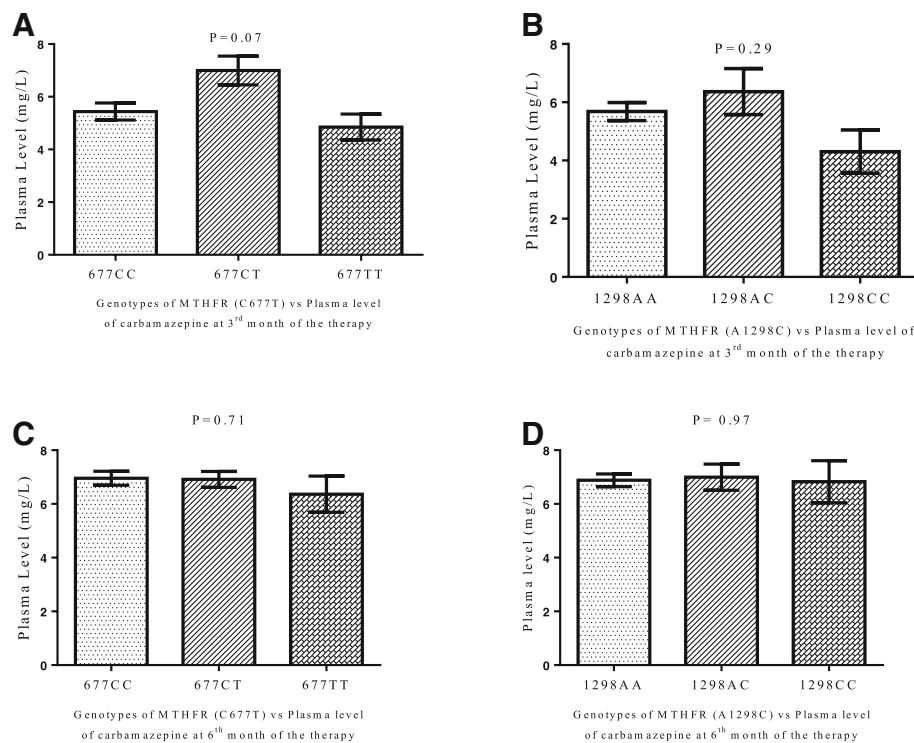 A
P=0.07
8
6
4
2
0
Plasma Level (mg/L)
677CC 677CT 677TT
Genotypes of MTHFR (C677T) vs Plasma level
of carbamazepine at 3rd month of the therapy
B
P=0.29
8
6
4
2
0
Plasma Level (mg/L)
1298AA 1298AC 1298CC
Genotypes of MTHFR (A1298C) vs Plasma level of
carbamazepine at 3rd month of the therapy
C
P=0.71
8
6
4
2
0
Plasma Level (mg/L)
677CC 677CT 677TT
Genotypes of MTHFR (C677T) vs Plasma level
of carbamazepine at 6th month of the therapy
D
P= 0.97
8
6
4
2
0
Plasma level (mg/L)
1298AA 1298AC 1298CC
Genotypes of MTHFR (A1298C) vs Plasma level
of carbamazepine at 6th month of the therapy